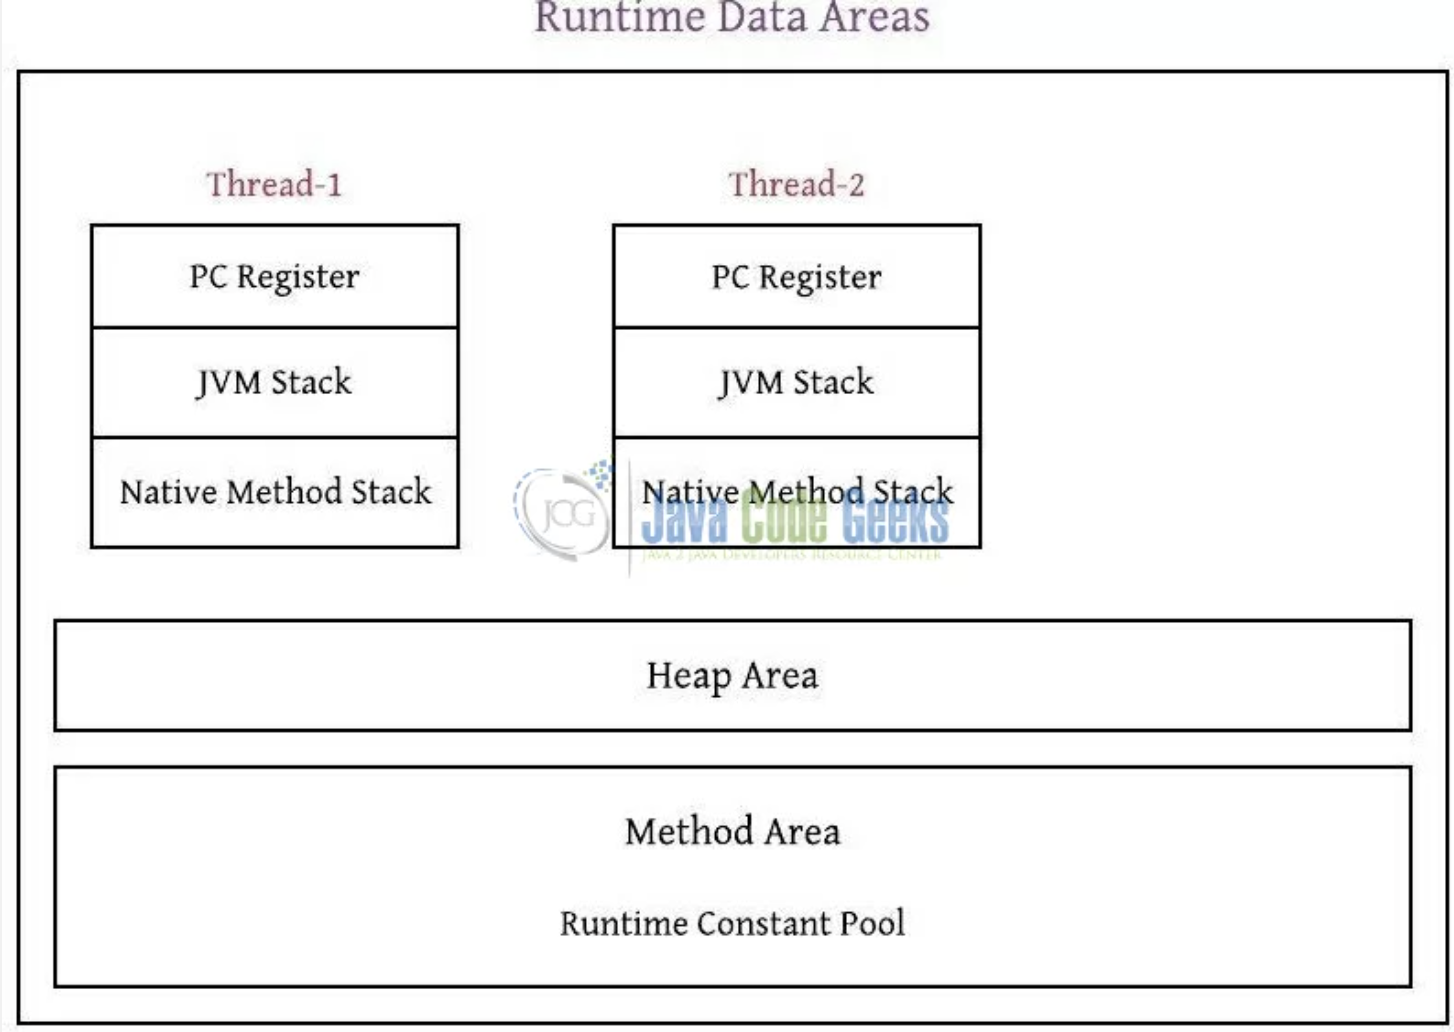 Runtime Data Areas
Thread-1
Thread-2
PC Register
PC Register
JVM Stack
JVM Stack
Native Method Stack
Native Method Stack
JCG
Java Code Geeks
JAVA 2 JAVA DEVELOPERS RESOURCE CENTER
Heap Area
Method Area
Runtime Constant Pool